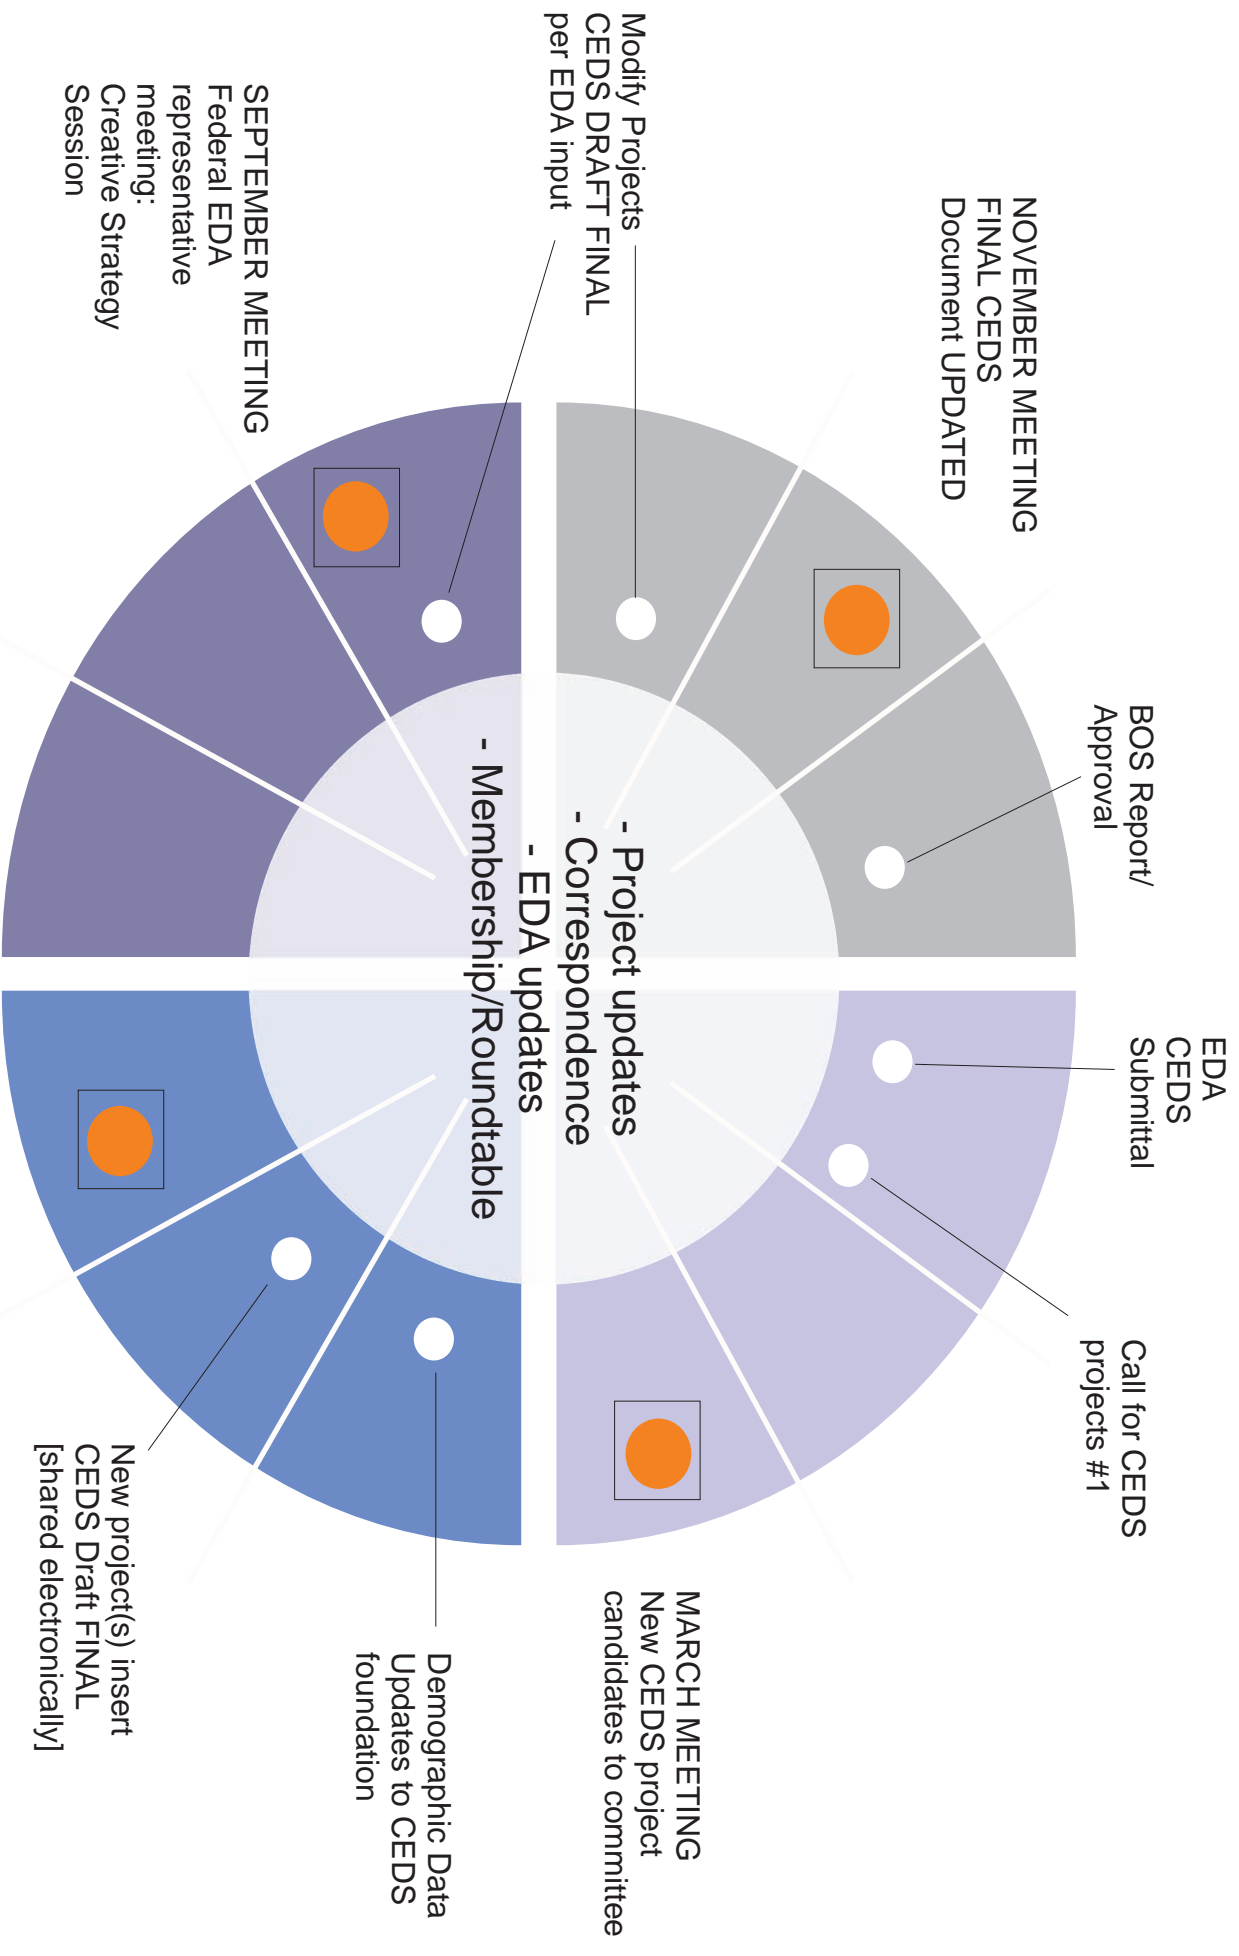 EDA
CEDS
Submittal
Call for CEDS
projects #1
MARCH MEETING
New CEDS project
candidates to committee
Demographic Data
Updates to CEDS
foundation
New project(s) insert
CEDS Draft FINAL
[shared electronically]
SEPTEMBER MEETING
Federal EDA
representative
meeting:
Creative Strategy
Session
Modify Projects
CEDS DRAFT FINAL
per EDA input
NOVEMBER MEETING
FINAL CEDS
Document UPDATED
BOS Report/
Approval
- Project updates
- Correspondence
- EDA updates
- Membership/Roundtable